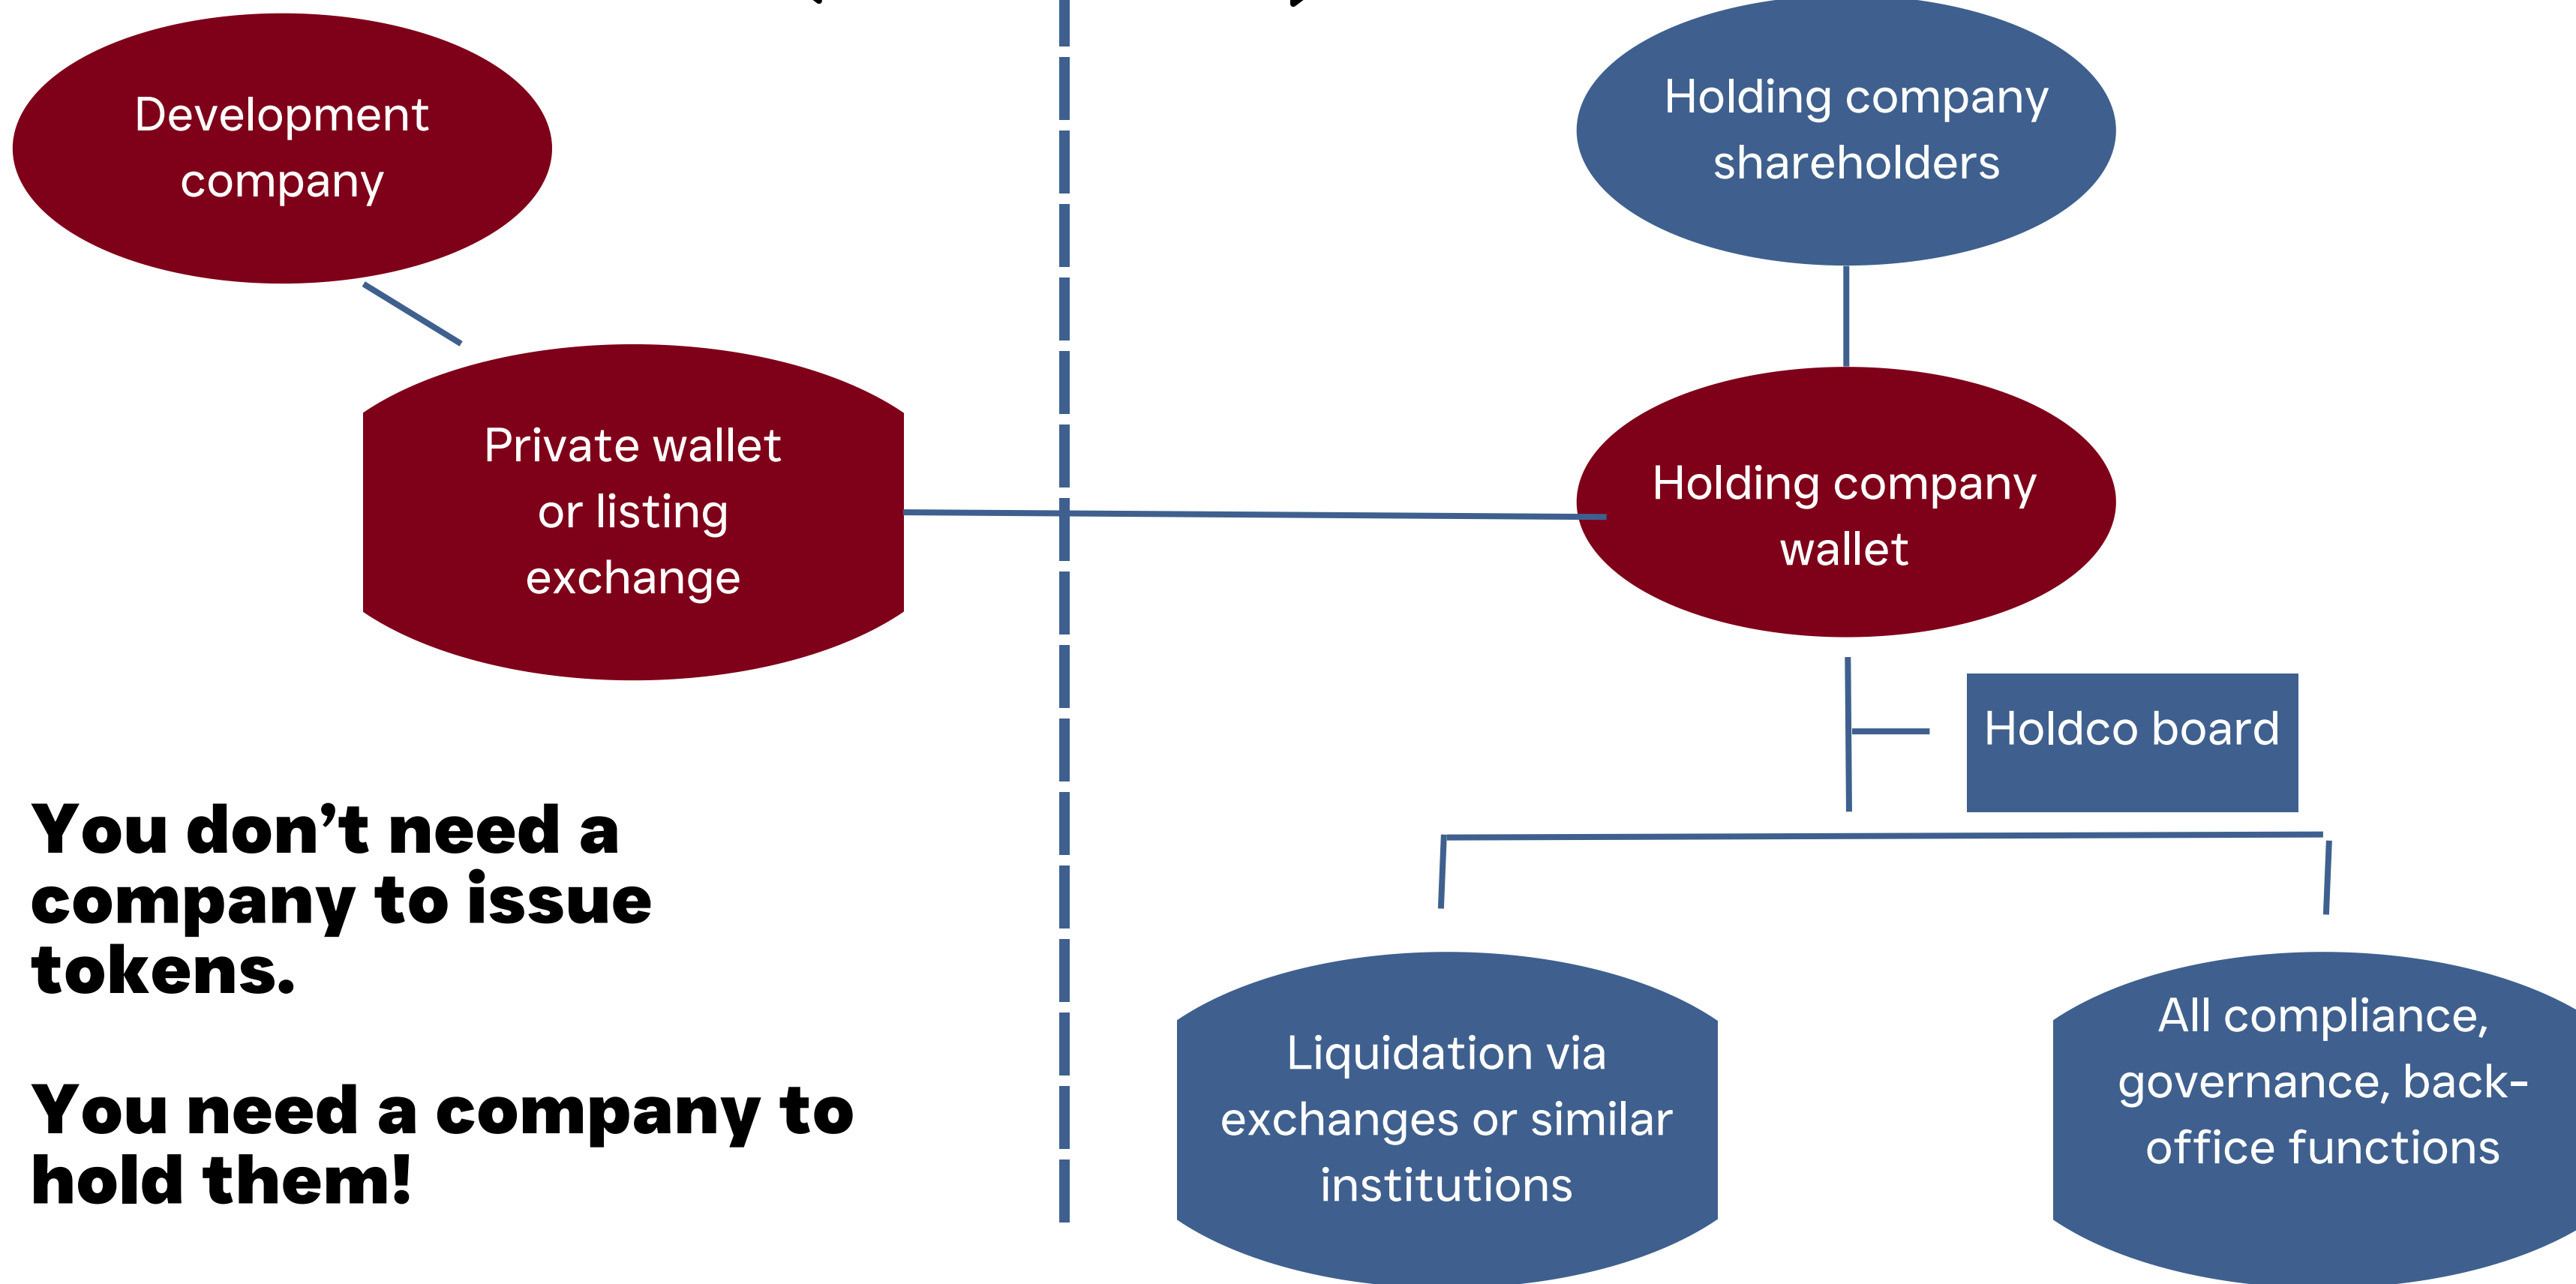 Development
company
Holding company
shareholders
Private wallet
or listing
exchange
Holding company
wallet
Holdco board
You don’t need a
company to issue
tokens.
You need a company to
hold them!
Liquidation via
exchanges or similar
institutions
All compliance,
governance, back-
office functions